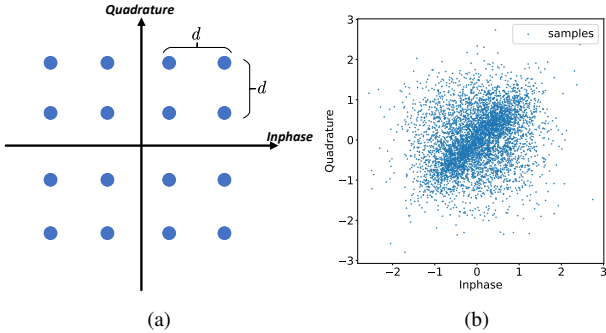 Quadrature
d
d
Inphase
(a)
3
2
1
0
−1
−2
−3
Quadrature
samples
−2
−1
0
1
2
3
Inphase
(b)